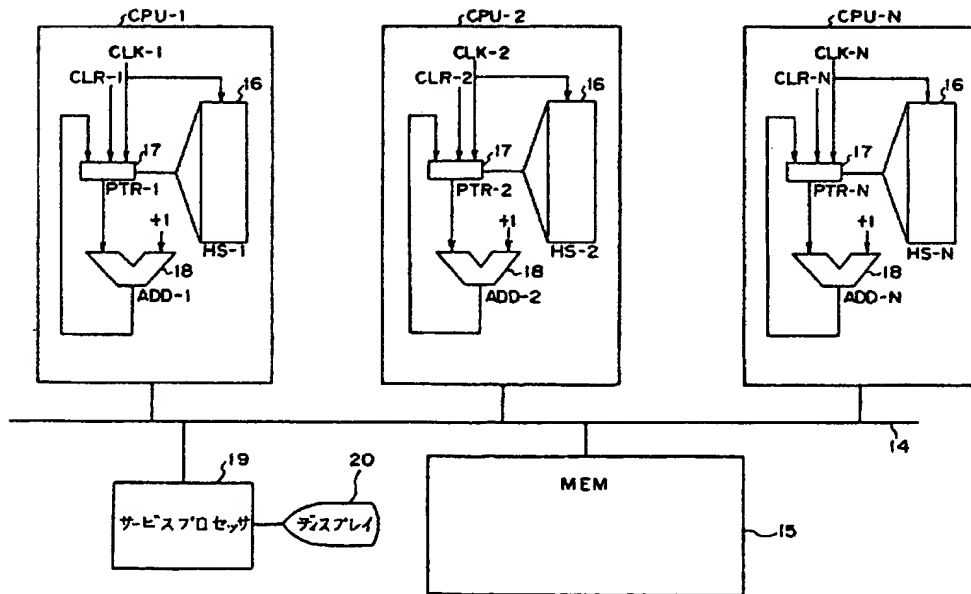 CPU-1
CPU-2
CPU-N
CLK-1
CLK-2
CLK-N
CLR-1
16
CLR-2
16
CLR-N
16
17
17
17
PTR-1
PTR-2
PTR-N
+1
+1
+1
HS-1
HS-2
HS-N
18
18
18
ADD-1
ADD-2
ADD-N
14
19
20
MEM
サービスプロセッサ
ディスプレイ
15